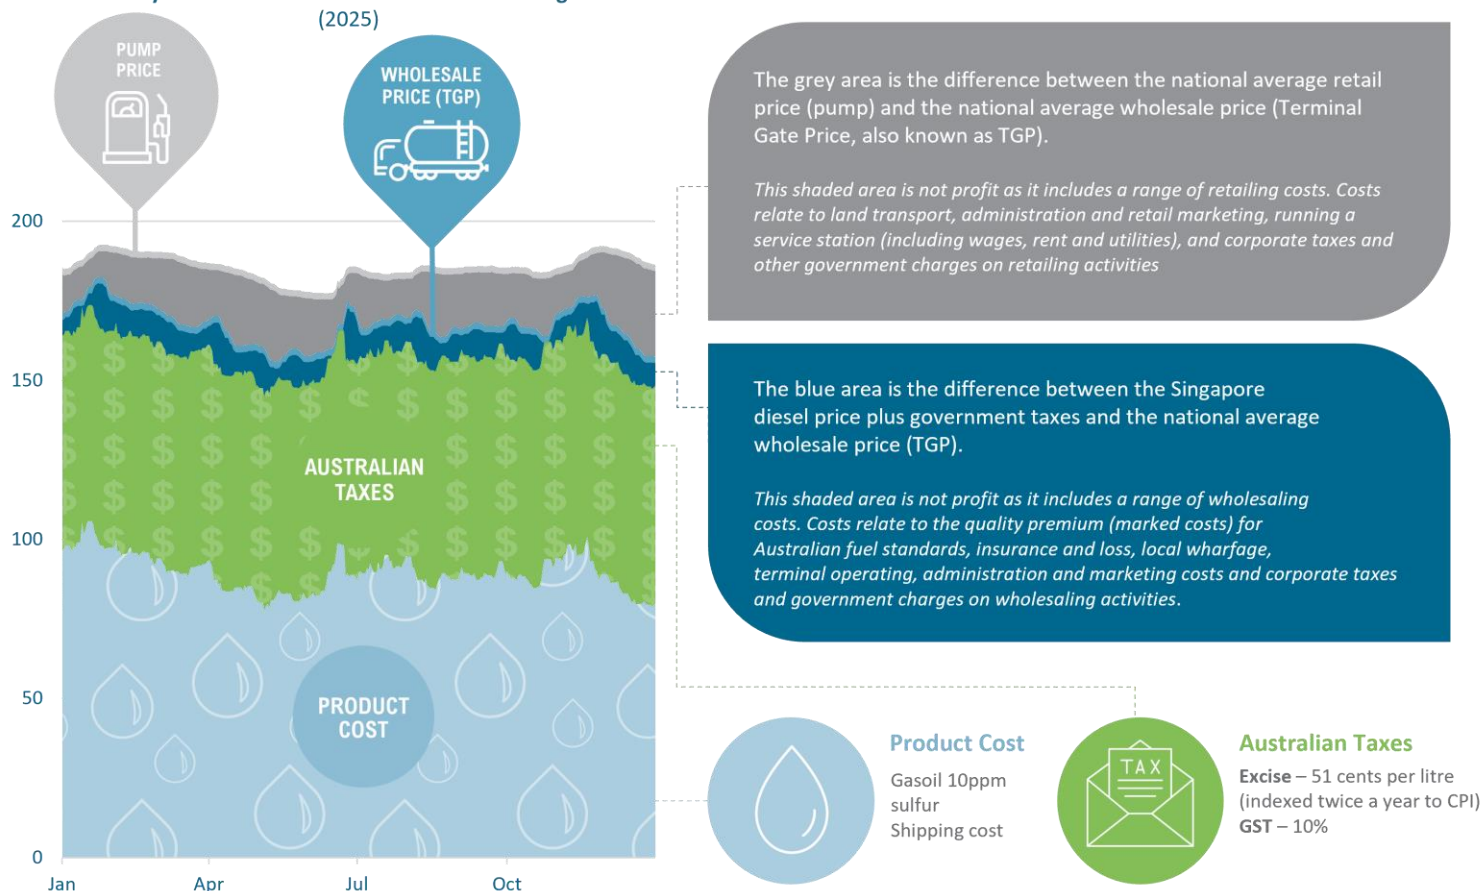 (2025)
PUMP
PRICE
WHOLESALE
PRICE (TGP)
200
150
100
50
0
Jan
Apr
Jul
Oct
AUSTRALIAN
TAXES
PRODUCT
COST
The grey area is the difference between the national average retail
price (pump) and the national average wholesale price (Terminal
Gate Price, also known as TGP).
This shaded area is not profit as it includes a range of retailing costs. Costs
relate to land transport, administration and retail marketing, running a
service station (including wages, rent and utilities), and corporate taxes and
other government charges on retailing activities
The blue area is the difference between the Singapore
diesel price plus government taxes and the national average
wholesale price (TGP).
This shaded area is not profit as it includes a range of wholesaling
costs. Costs relate to the quality premium (marked costs) for
Australian fuel standards, insurance and loss, local wharfage,
terminal operating, administration and marketing costs and corporate taxes
and government charges on wholesaling activities.
Product Cost
Gasoil 10ppm
sulfur
Shipping cost
TAX
Australian Taxes
Excise – 51 cents per litre
(indexed twice a year to CPI)
GST – 10%